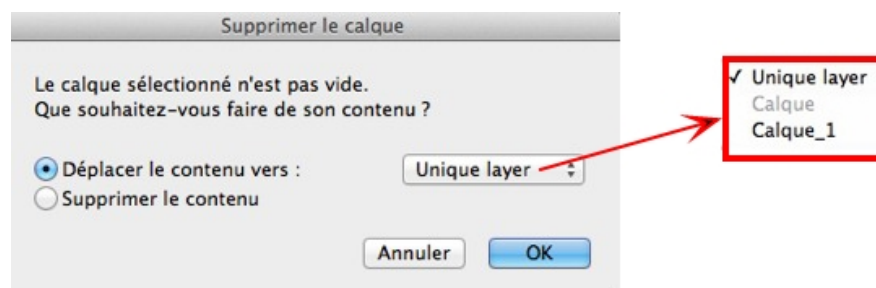 Supprimer le calque
Le calque sélectionné n'est pas vide.
Que souhaitez-vous faire de son contenu ?
Déplacer le contenu vers :
Unique layer
Supprimer le contenu
Annuler
OK
✓ Unique layer
Calque
Calque_1